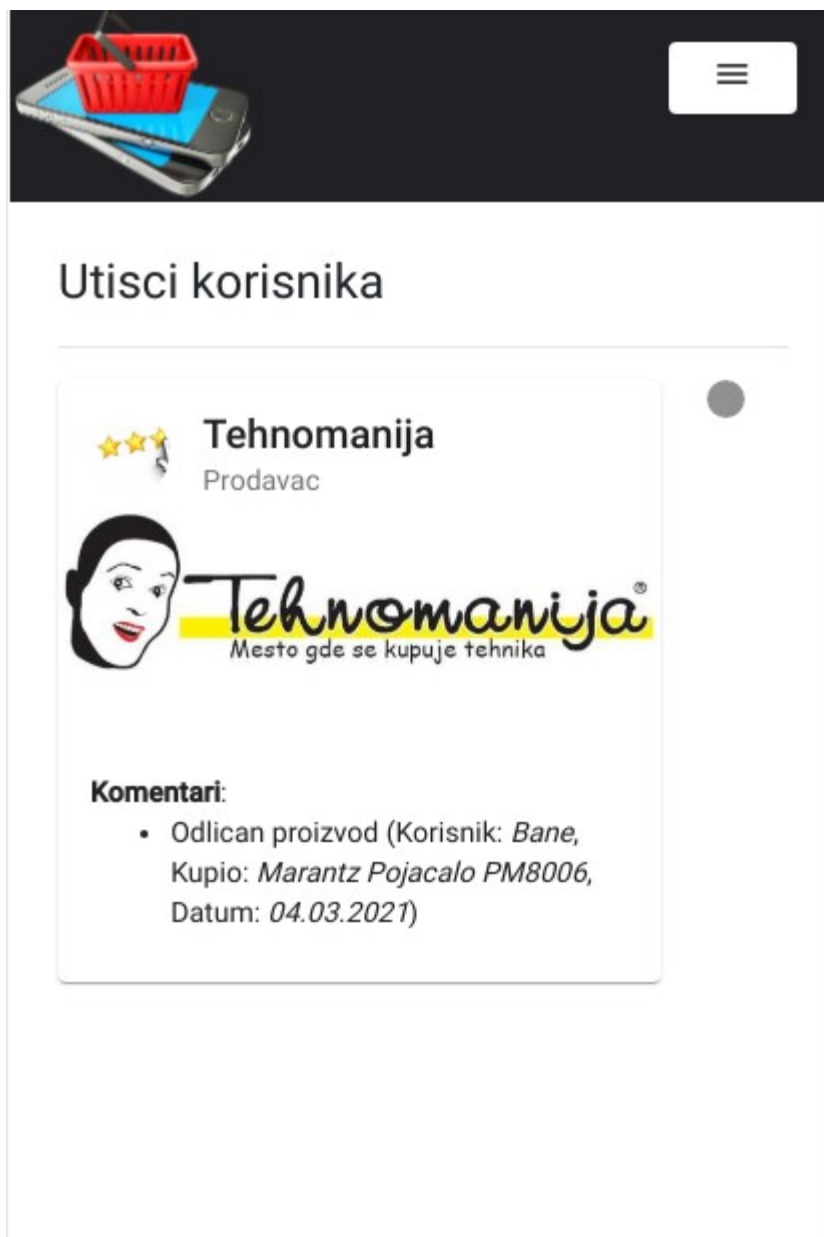 Utisci korisnika
Tehnomanija
Prodavac
Tehnomanija®
Mesto gde se kupuje tehnika
Komentari:
• Odlican proizvod (Korisnik: Bane,
Kupio: Marantz Pojacalo PM8006,
Datum: 04.03.2021)